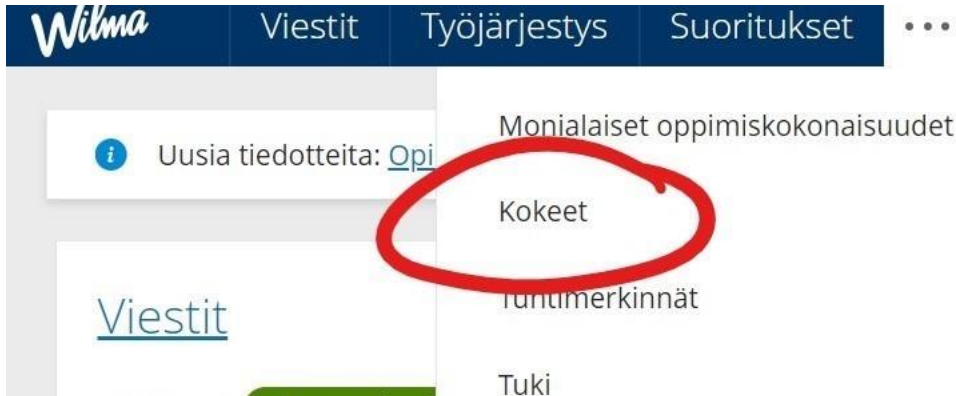 Wilma Viestit Työjärjestys Suoritukset ...
Monialaiset oppimiskokonaisuudet
Uusia tiedotteita: Opi
Kokeet
Tuntimerkinnät
Viestit
Tuki